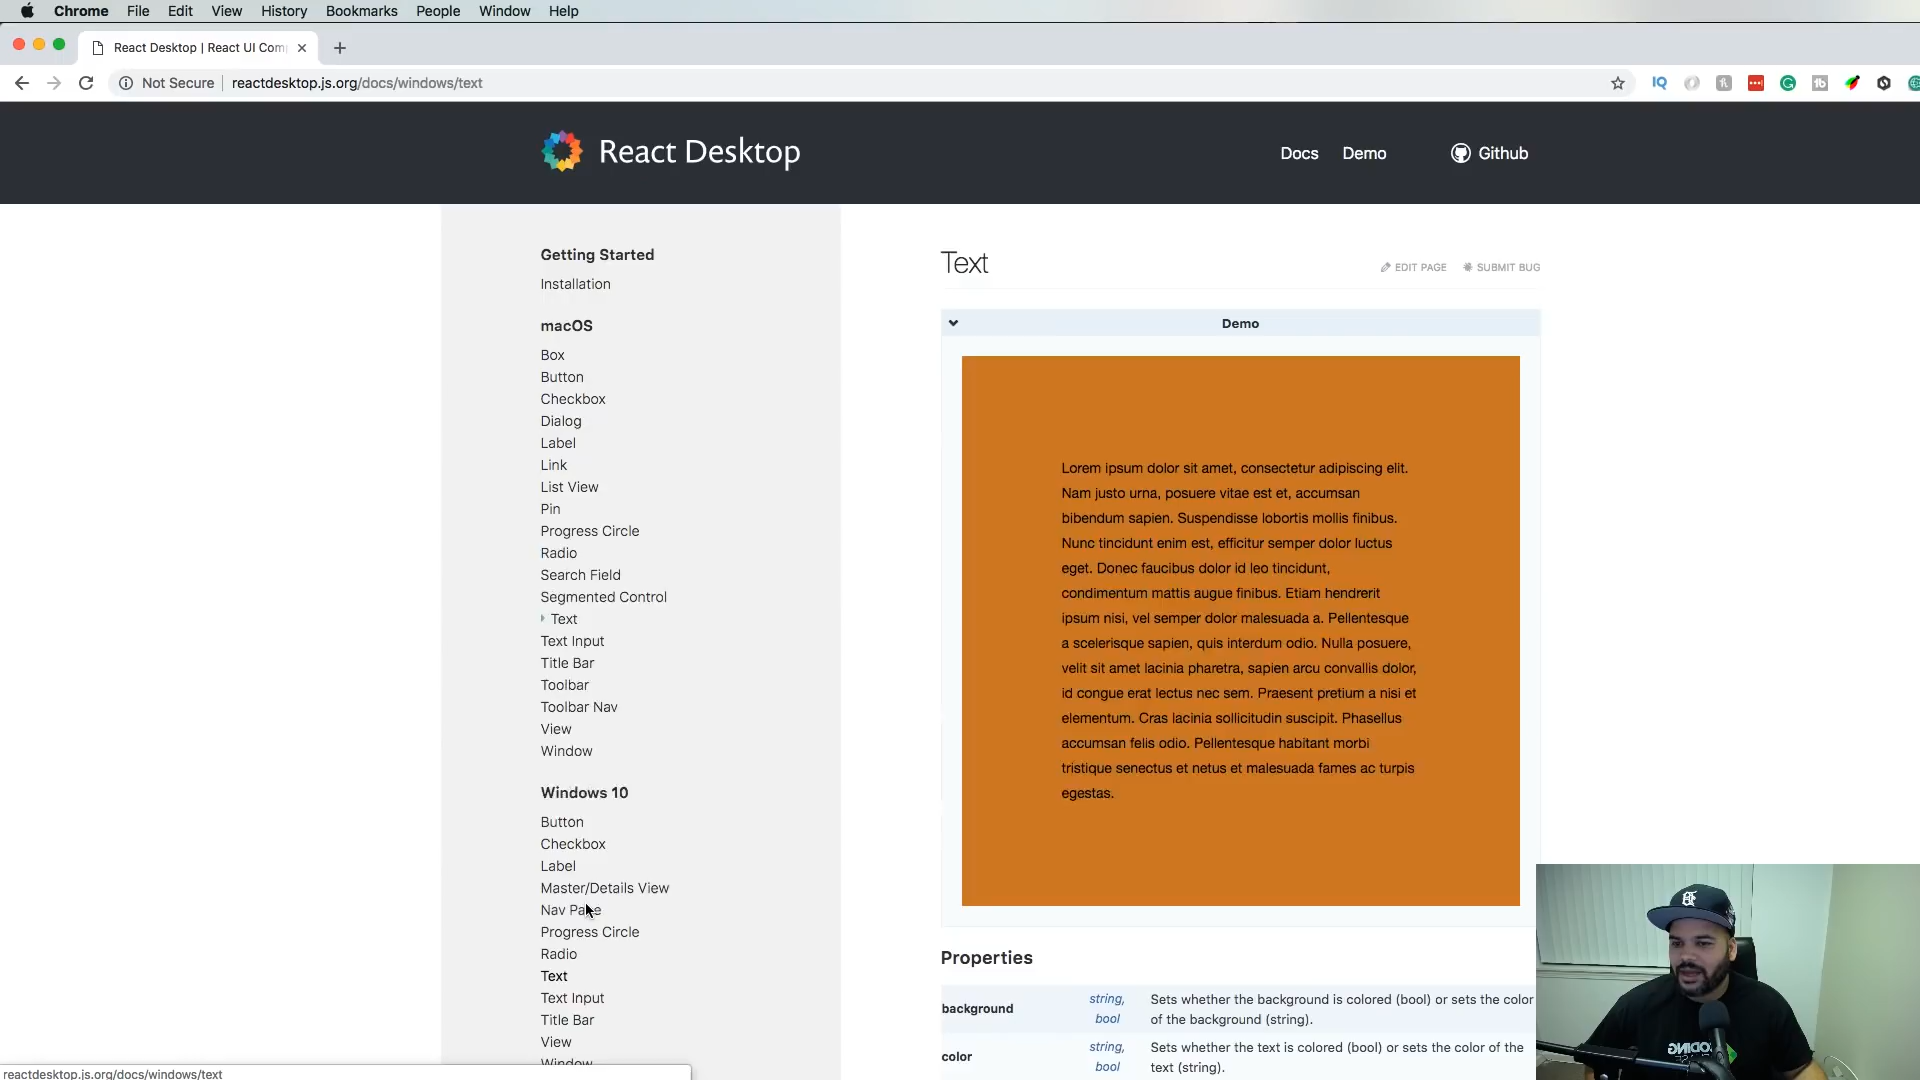 Chrome File Edit View History Bookmarks People Window Help
React Desktop | React UI Com
Not Secure reactdesktop.js.org/docs/windows/text
IQ
React Desktop
Docs Demo Github
Getting Started
Installation
macOS
Box
Button
Checkbox
Dialog
Label
Link
List View
Pin
Progress Circle
Radio
Search Field
Segmented Control
Text
Text Input
Title Bar
Toolbar
Toolbar Nav
View
Window
Windows 10
Button
Checkbox
Label
Master/Details View
Nav Pane
Progress Circle
Radio
Text
Text Input
Title Bar
View
Window
reactdesktop.js.org/docs/windows/text
Text
EDIT PAGE SUBMIT BUG
Demo
Lorem ipsum dolor sit amet, consectetur adipiscing elit.
Nam justo urna, posuere vitae est et, accumsan
bibendum sapien. Suspendisse lobortis mollis finibus.
Nunc tincidunt enim est, efficitur semper dolor luctus
eget. Donec faucibus dolor id leo tincidunt,
condimentum mattis augue finibus. Etiam hendrerit
ipsum nisi, vel semper dolor malesuada a. Pellentesque
a scelerisque sapien, quis interdum odio. Nulla posuere,
velit sit amet lacinia pharetra, sapien arcu convallis dolor,
id congue erat lectus nec sem. Praesent pretium a nisi et
elementum. Cras lacinia sollicitudin suscipit. Phasellus
accumsan felis odio. Pellentesque habitant morbi
tristique senectus et netus et malesuada fames ac turpis
egestas.
Properties
background string, bool Sets whether the background is colored (bool) or sets the color
of the background (string).
color string, bool Sets whether the text is colored (bool) or sets the color of the
text (string).